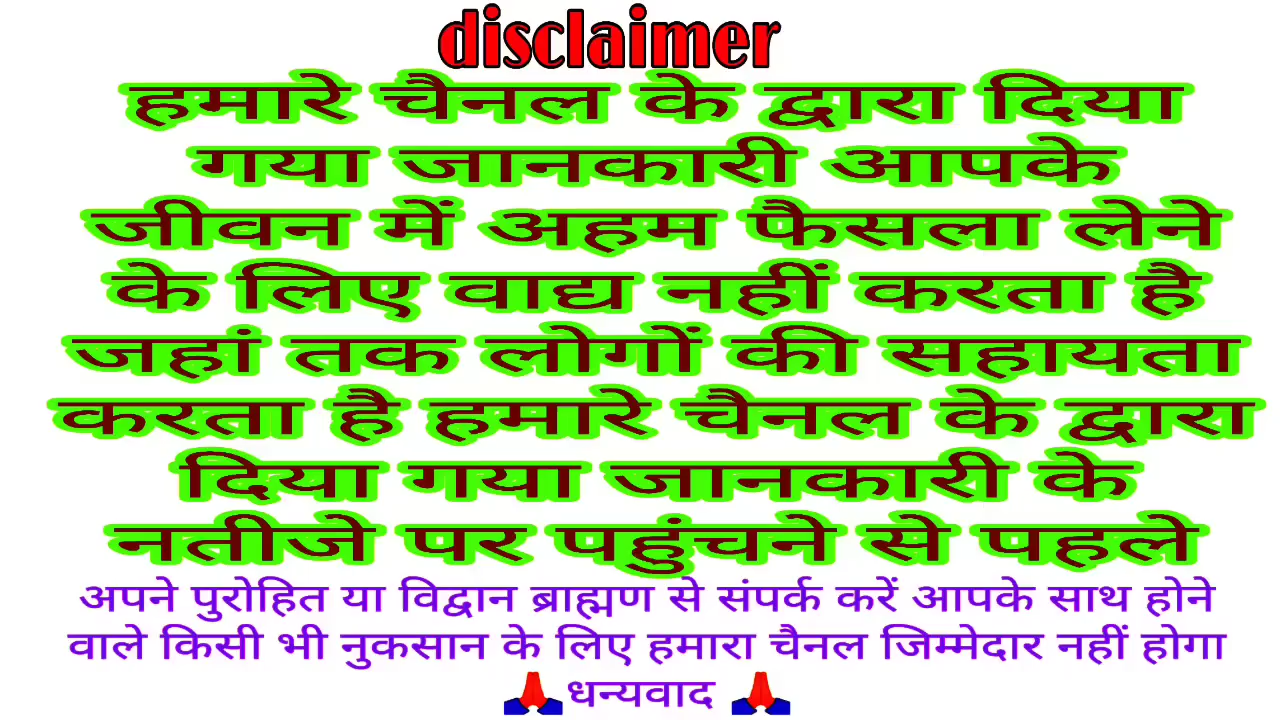 disclaimer
हमारे चैनल के द्वारा दिया
गया जानकारी आपके
जीवन में अहम फैसला लेने
के लिए वाद्य नहीं करता है
जहां तक लोगों की सहायता
करता है हमारे चैनल के द्वारा
दिया गया जानकारी के
नतीजे पर पहुंचने से पहले
अपने पुरोहित या विद्वान ब्राह्मण से संपर्क करें आपके साथ होने
वाले किसी भी नुकसान के लिए हमारा चैनल जिम्मेदार नहीं होगा
🙏धन्यवाद 🙏